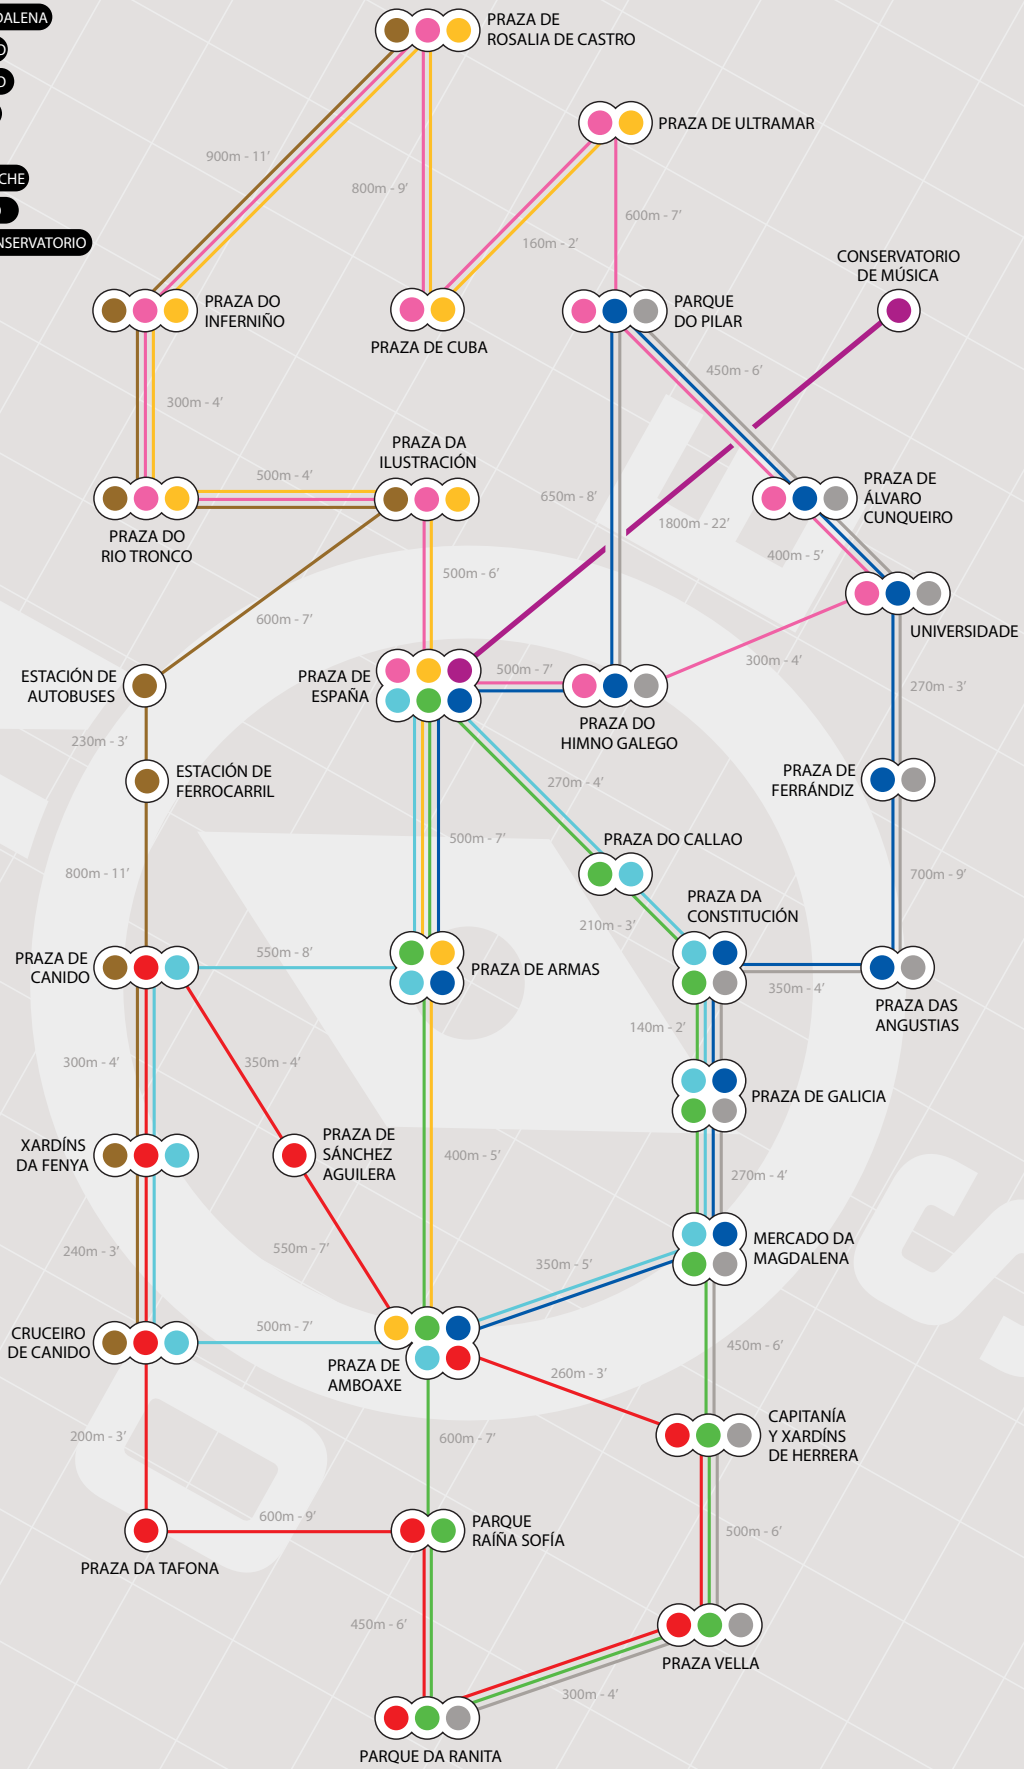 PRAZA DE
ROSALIA DE CASTRO
PRAZA DE ULTRAMAR
900m - 11’
800m - 9’
600m - 7’
160m - 2’
CHE
NSERVATORIO
CONSERVATORIO
DE MÚSICA
PRAZA DO
INFERNIÑO
PRAZA DE CUBA
PARQUE
DO PILAR
450m - 6’
300m - 4’
PRAZA DA
ILUSTRACIÓN
500m - 4’
650m - 8’
PRAZA DE
ÁLVARO
CUNQUEIRO
PRAZA DO
RIO TRONCO
1800m - 22’
400m - 5’
500m - 6’
600m - 7’
UNIVERSIDADE
300m - 4’
ESTACIÓN DE
AUTOBUSES
PRAZA DE
ESPAÑA
500m - 7’
270m - 3’
PRAZA DO
HIMNO GALEGO
230m - 3’
ESTACIÓN DE
FERROCARRIL
270m - 4’
PRAZA DE
FERRÁNDIZ
500m - 7’
PRAZA DO CALLAO
800m - 11’
700m - 9’
PRAZA DA
CONSTITUCIÓN
210m - 3’
PRAZA DE
CANIDO
550m - 8’
PRAZA DE ARMAS
350m - 4’
PRAZA DAS
ANGUSTIAS
140m - 2’
300m - 4’
350m - 4’
PRAZA DE GALICIA
XARDÍNS
DA FENYA
PRAZA DE
SÁNCHEZ
AGUILERA
400m - 5’
270m - 4’
240m - 3’
550m - 7’
350m - 5’
MERCADO DA
MAGDALENA
CRUCEIRO
DE CANIDO
500m - 7’
PRAZA DE
AMBOAXE
450m - 6’
260m - 3’
CAPITANÍA
Y XARDÍNS
DE HERRERA
200m - 3’
600m - 7’
600m - 9’
PARQUE
RAÍÑA SOFÍA
500m - 6’
PRAZA DA TAFONA
450m - 6’
PRAZA VELLA
300m - 4’
PARQUE DA RANITA